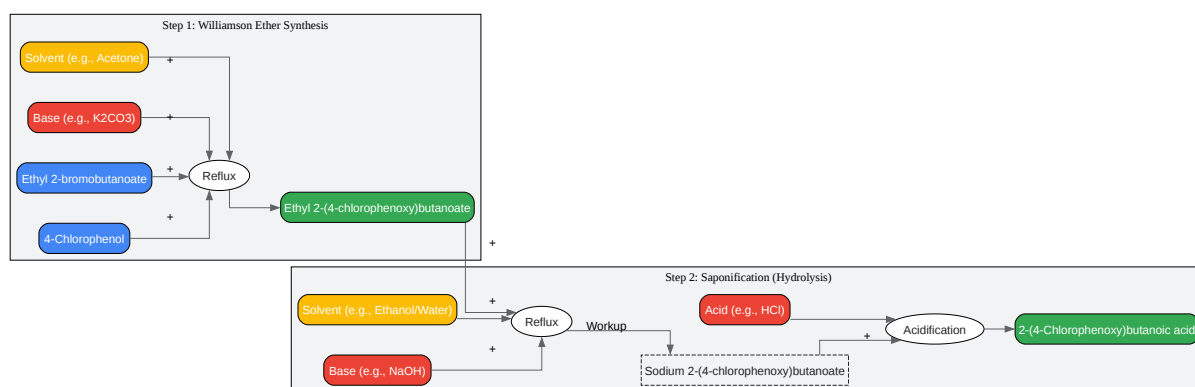 Step 1: Williamson Ether Synthesis
Solvent (e.g., Acetone)
+
Base (e.g., K2CO3)
+
Ethyl 2-bromobutanoate
+
Reflux
4-Chlorophenol
+
Ethyl 2-(4-chlorophenoxy)butanoate
+
Step 2: Saponification (Hydrolysis)
Solvent (e.g., Ethanol/Water)
+
Reflux
Workup
Base (e.g., NaOH)
+
Acid (e.g., HCl)
+
Acidification
2-(4-Chlorophenoxy)butanoic acid
Sodium 2-(4-chlorophenoxy)butanoate